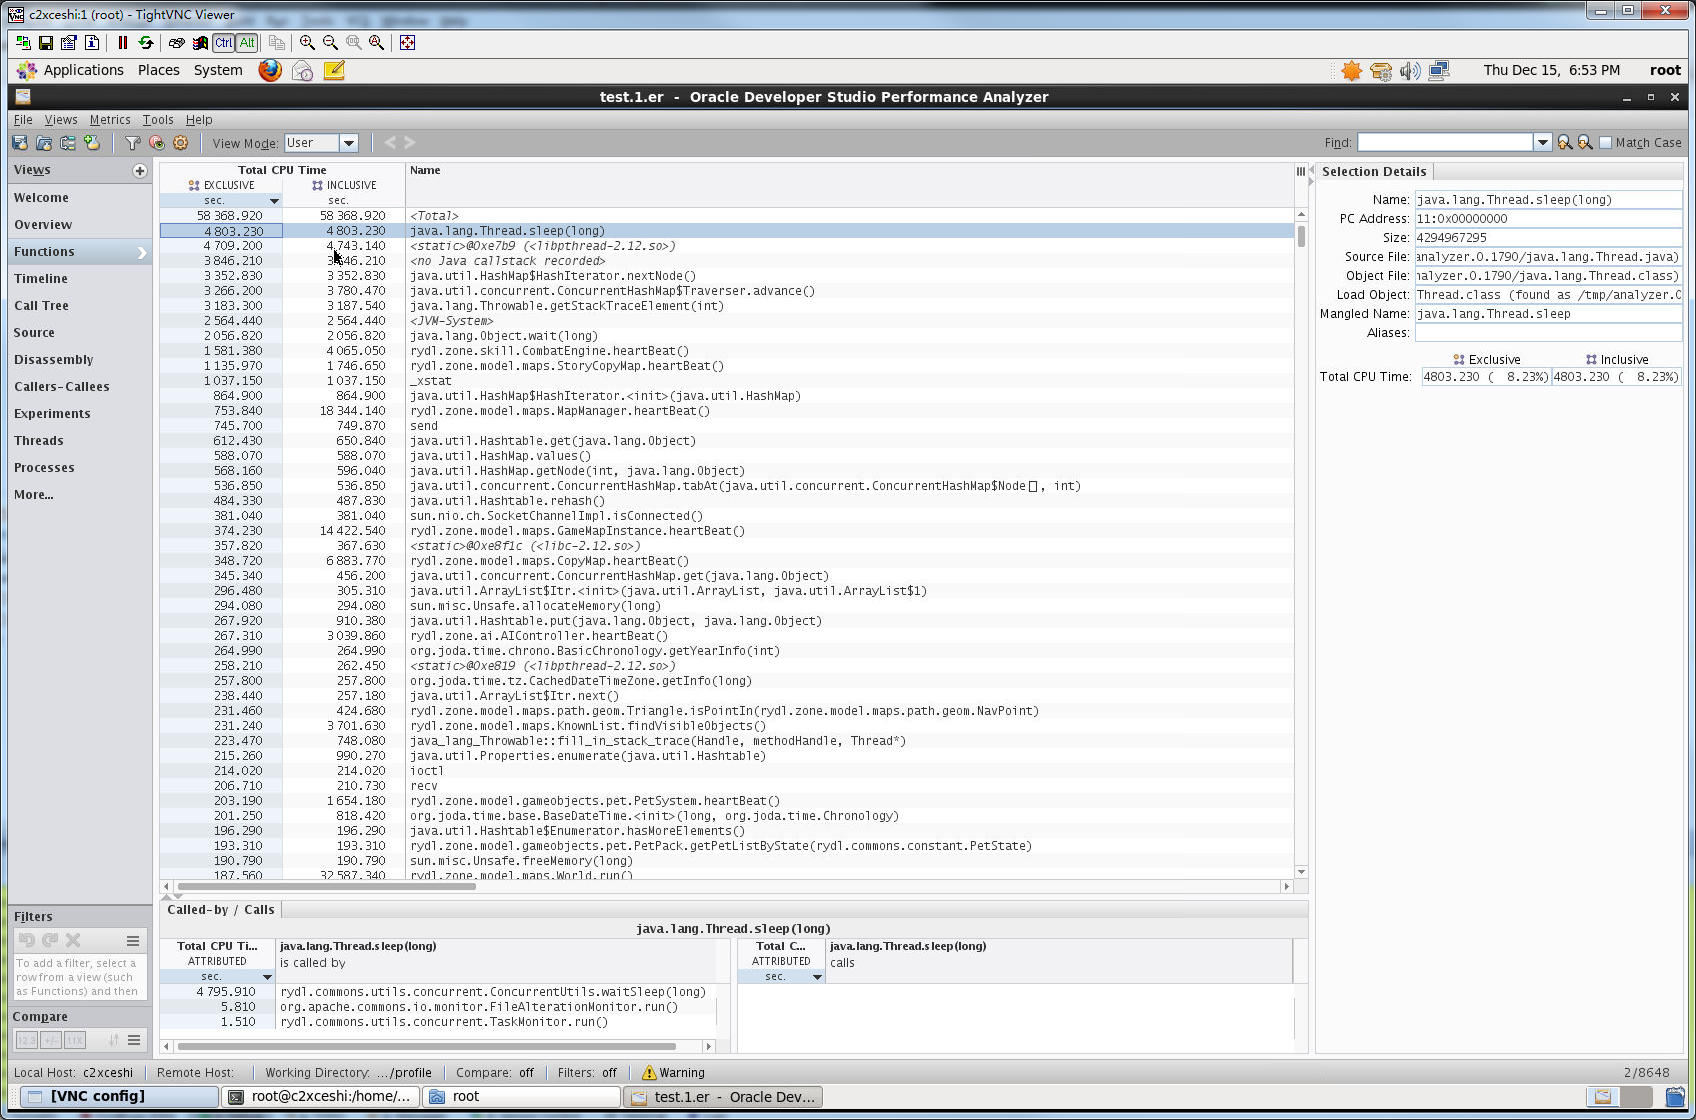 c2xceshi:1 (root) - TightVNC Viewer
Ctrl Alt
Applications Places System Thu Dec 15, 6:53 PM root
test.1.er - Oracle Developer Studio Performance Analyzer
File Views Metrics Tools Help
View Mode: User Find: Match Case
Views
Welcome
Overview
Functions
Timeline
Call Tree
Source
Disassembly
Callers-Callees
Experiments
Threads
Processes
More...
Total CPU Time Name
EXCLUSIVE INCLUSIVE
sec. sec.
58 368.920 58 368.920 <Total>
4 803.230 4 803.230 java.lang.Thread.sleep(long)
4 709.200 4 743.140 <static>@0xe7b9 (<libpthread-2.12.so>)
3 846.210 46.210 <no Java callstack recorded>
3 352.830 3 352.830 java.util.HashMap$HashIterator.nextNode()
3 266.200 3 780.470 java.util.concurrent.ConcurrentHashMap$Traverser.advance()
3 183.300 3 187.540 java.lang.Throwable.getStackTraceElement(int)
2 564.440 2 564.440 <JVM-System>
2 056.820 2 056.820 java.lang.Object.wait(long)
1 581.380 4 065.050 rydl.zone.skill.CombatEngine.heartBeat()
1 135.970 1 746.650 rydl.zone.model.maps.StoryCopyMap.heartBeat()
1 037.150 1 037.150 _xstat
864.900 864.900 java.util.HashMap$HashIterator.<init>(java.util.HashMap)
753.840 18 344.140 rydl.zone.model.maps.MapManager.heartBeat()
745.700 749.870 send
612.430 650.840 java.util.Hashtable.get(java.lang.Object)
588.070 588.070 java.util.HashMap.values()
568.160 596.040 java.util.HashMap.getNode(int, java.lang.Object)
536.850 536.850 java.util.concurrent.ConcurrentHashMap.tabAt(java.util.concurrent.ConcurrentHashMap$Node[], int)
484.330 487.830 java.util.Hashtable.rehash()
381.040 381.040 sun.nio.ch.SocketChannelImpl.isConnected()
374.230 14 422.540 rydl.zone.model.maps.GameMapInstance.heartBeat()
357.820 367.630 <static>@0xe8f1c (<libc-2.12.so>)
348.720 6 883.770 rydl.zone.model.maps.CopyMap.heartBeat()
345.340 456.200 java.util.concurrent.ConcurrentHashMap.get(java.lang.Object)
296.480 305.310 java.util.ArrayList$Itr.<init>(java.util.ArrayList, java.util.ArrayList$1)
294.080 294.080 sun.misc.Unsafe.allocateMemory(long)
267.920 910.380 java.util.Hashtable.put(java.lang.Object, java.lang.Object)
267.310 3 039.860 rydl.zone.ai.AIController.heartBeat()
264.990 264.990 org.joda.time.chrono.BasicChronology.getYearInfo(int)
258.210 262.450 <static>@0xe819 (<libpthread-2.12.so>)
257.800 257.800 org.joda.time.tz.CachedDateTimeZone.getInfo(long)
238.440 257.180 java.util.ArrayList$Itr.next()
231.460 424.680 rydl.zone.model.maps.path.geom.Triangle.isPointIn(rydl.zone.model.maps.path.geom.NavPoint)
231.240 3 701.630 rydl.zone.model.maps.KnownList.findVisibleObjects()
223.470 748.080 java_lang_Throwable::fill_in_stack_trace(Handle, methodHandle, Thread*)
215.260 990.270 java.util.Properties.enumerate(java.util.Hashtable)
214.020 214.020 ioctl
206.710 210.730 recv
203.190 1 654.180 rydl.zone.model.gameobjects.pet.PetSystem.heartBeat()
201.250 818.420 org.joda.time.base.BaseDateTime.<init>(long, org.joda.time.Chronology)
196.290 196.290 java.util.Hashtable$Enumerator.hasMoreElements()
193.310 193.310 rydl.zone.model.gameobjects.pet.PetPack.getPetListByState(rydl.commons.constant.PetState)
190.790 190.790 sun.misc.Unsafe.freeMemory(long)
187.560 32 587.340 rydl.zone.model.maps.World.run()
Selection Details
Name: java.lang.Thread.sleep(long)
PC Address: 11:0x00000000
Size: 4294967295
Source File: analyzer.0.1790/java.lang.Thread.java)
Object File: nalyzer.0.1790/java.lang.Thread.class)
Load Object: Thread.class (found as /tmp/analyzer.0
Mangled Name: java.lang.Thread.sleep
Aliases:
Exclusive Inclusive
Total CPU Time: 4803.230 ( 8.23%) 4803.230 ( 8.23%)
Filters
To add a filter, select a
row from a view (such
as Functions) and then
Compare
12.3 +/- 1.1X
Called-by / Calls
java.lang.Thread.sleep(long)
Total CPU Ti... java.lang.Thread.sleep(long)
ATTRIBUTED is called by
sec.
4 795.910 rydl.commons.utils.concurrent.ConcurrentUtils.waitSleep(long)
5.810 org.apache.commons.io.monitor.FileAlterationMonitor.run()
1.510 rydl.commons.utils.concurrent.TaskMonitor.run()
Total C... java.lang.Thread.sleep(long)
ATTRIBUTED calls
sec.
Local Host: c2xceshi Remote Host: Working Directory: .../profile Compare: off Filters: off Warning 2/8648
[VNC config] root@c2xceshi:/home/... root test.1.er - Oracle Dev...